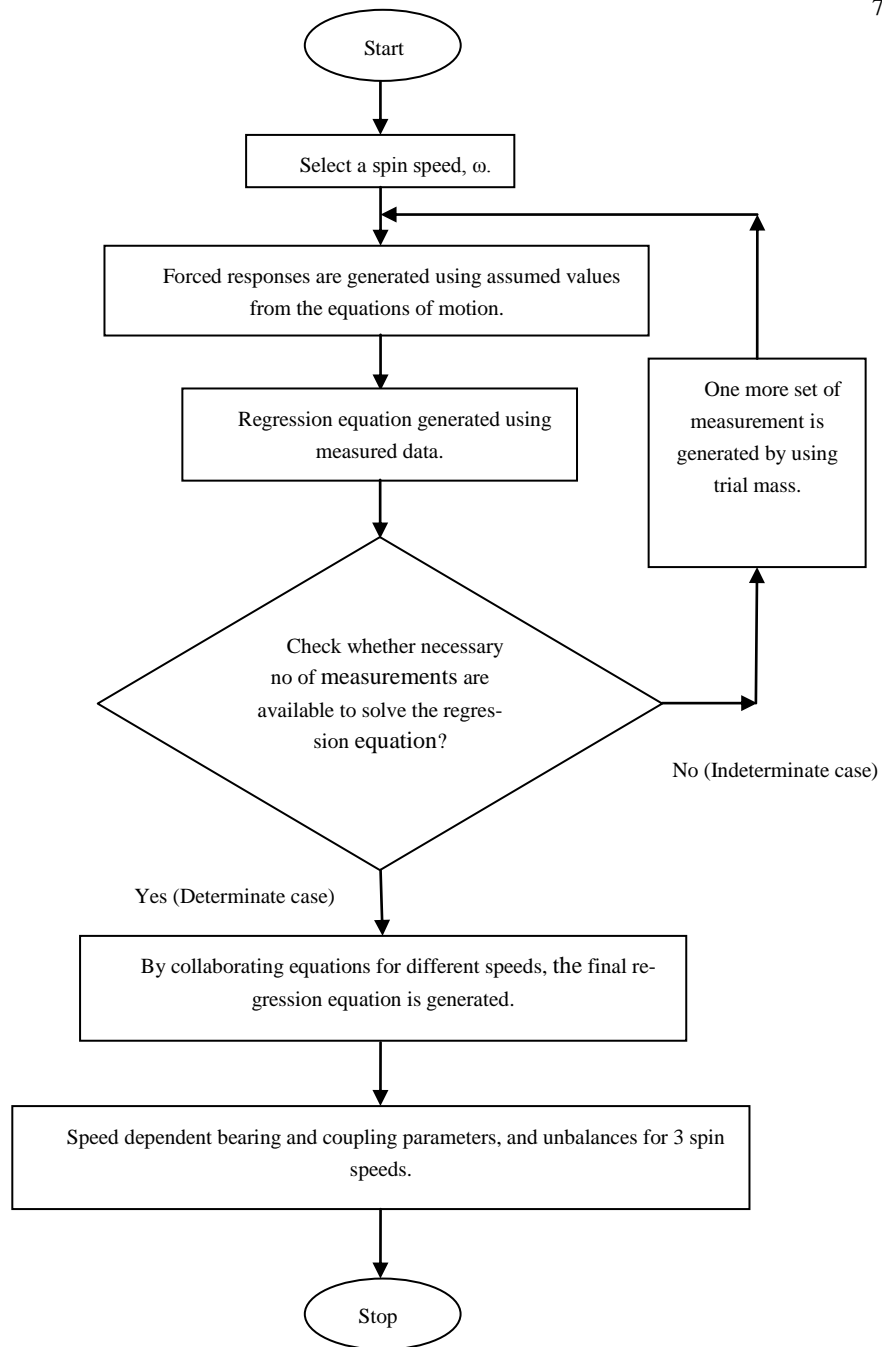 7
Start
Select a spin speed, ω.
Forced responses are generated using assumed values
from the equations of motion.
One more set of
measurement is
generated by using
trial mass.
Regression equation generated using
measured data.
Check whether necessary
no of measurements are
available to solve the regres-
sion equation?
No (Indeterminate case)
Yes (Determinate case)
By collaborating equations for different speeds, the final re-
gression equation is generated.
Speed dependent bearing and coupling parameters, and unbalances for 3 spin
speeds.
Stop